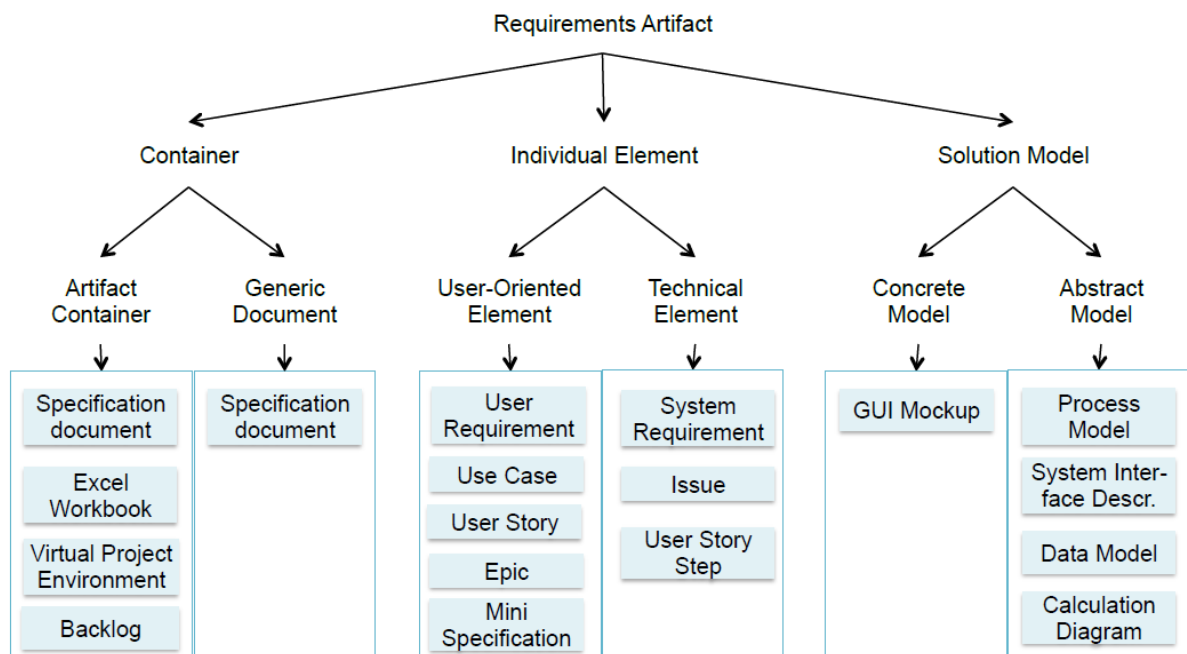 Requirements Artifact
Container
Individual Element
Solution Model
Artifact
Container
Generic
Document
User-Oriented
Element
Technical
Element
Concrete
Model
Abstract
Model
Specification
document
Excel
Workbook
Virtual Project
Environment
Backlog
Specification
document
User
Requirement
Use Case
User Story
Epic
Mini
Specification
System
Requirement
Issue
User Story
Step
GUI Mockup
Process
Model
System Inter-
face Descr.
Data Model
Calculation
Diagram